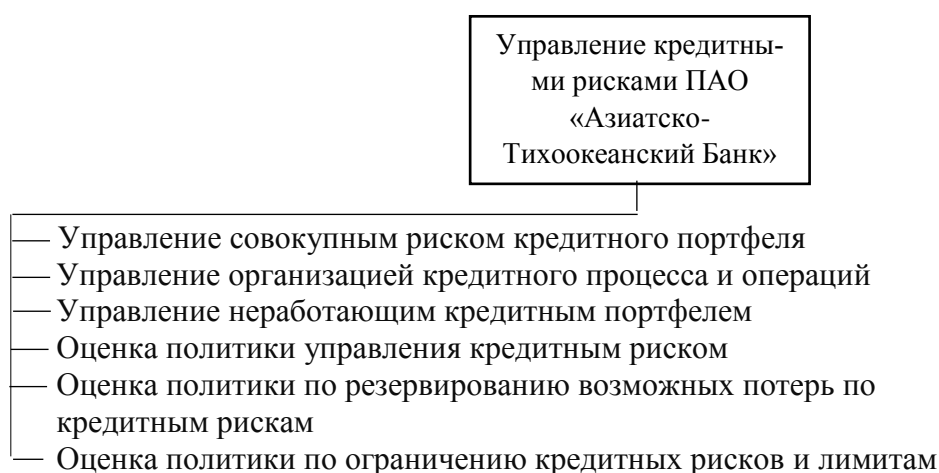 Управление кредитны-
ми рисками ПАО
«Азиатско-
Тихоокеанский Банк»
Управление совокупным риском кредитного портфеля
Управление организацией кредитного процесса и операций
Управление неработающим кредитным портфелем
Оценка политики управления кредитным риском
Оценка политики по резервированию возможных потерь по
кредитным рискам
Оценка политики по ограничению кредитных рисков и лимитам